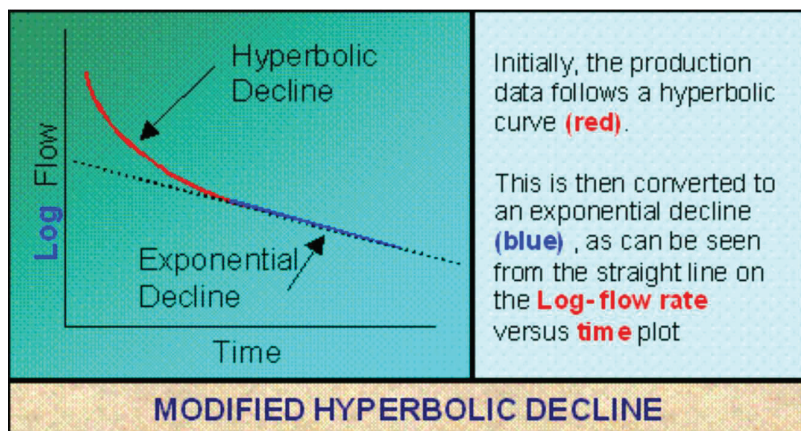 Hyperbolic
Decline
Log Flow
Exponential
Decline
Time
Initially, the production
data follows a hyperbolic
curve (red).
This is then converted to
an exponential decline
(blue) , as can be seen
from the straight line on
the Log-flow rate
versus time plot
MODIFIED HYPERBOLIC DECLINE